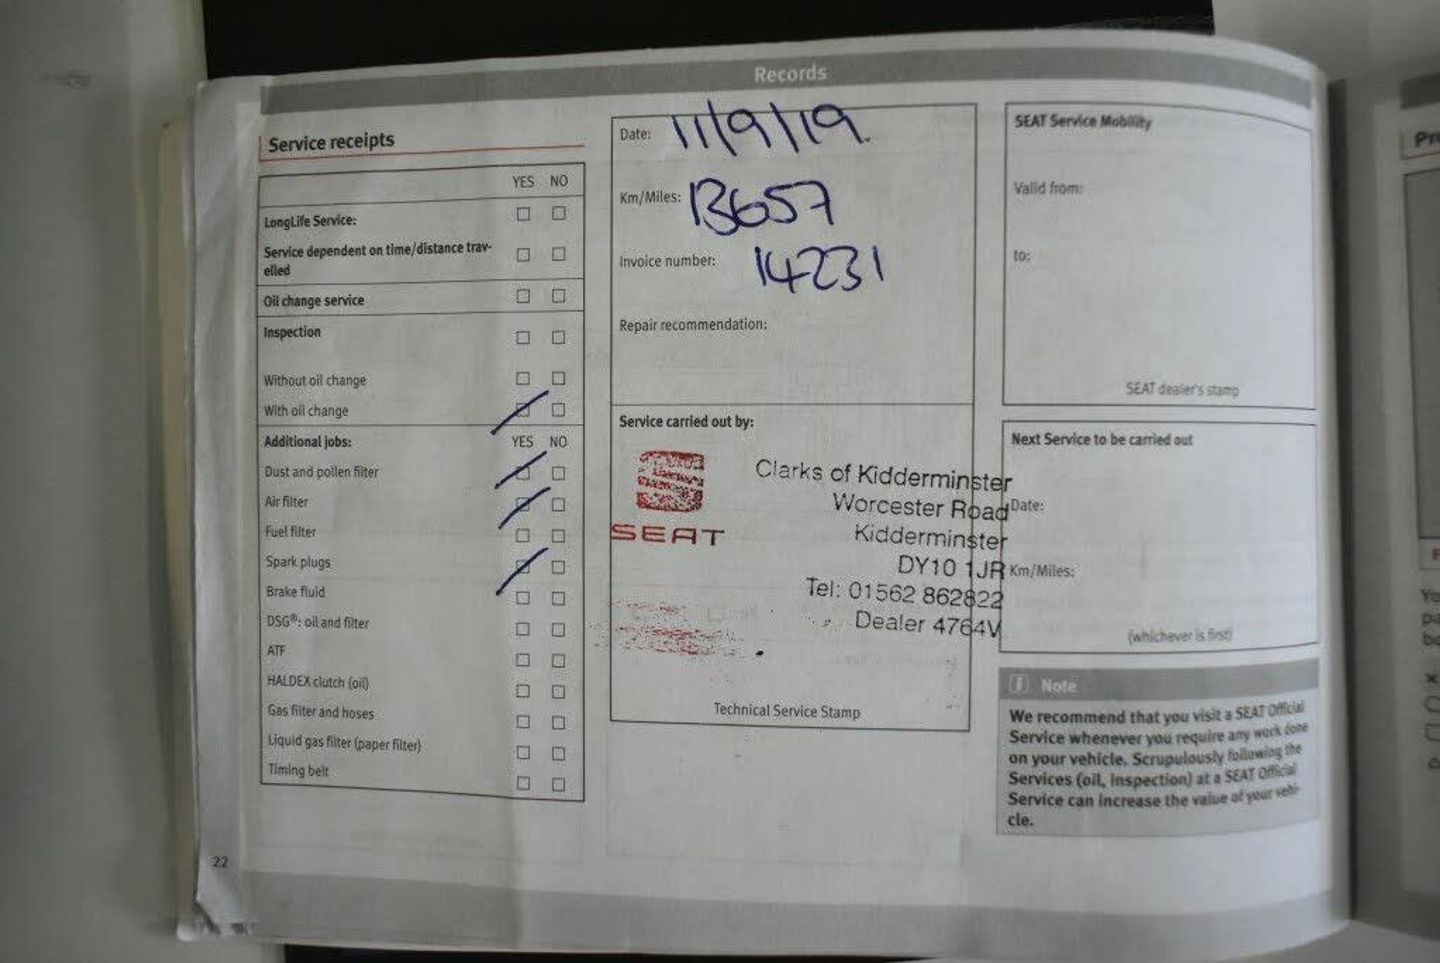 Records
Service receipts
YES NO
LongLife Service:
Service dependent on time/distance trav-
elled
Oil change service
Inspection
Without oil change
With oil change
Additional jobs: YES NO
Dust and pollen filter
Air filter
Fuel filter
Spark plugs
Brake fluid
DSG®: oil and filter
ATF
HALDEX clutch (oil)
Gas filter and hoses
Liquid gas filter (paper filter)
Timing belt
22
Date: 11/9/19.
Km/Miles: 13657
Invoice number: 14231
Repair recommendation:
Service carried out by:
SEAT
Clarks of Kidderminster
Worcester Road
Kidderminster
DY10 1JR
Tel: 01562 862822
Dealer 4764V
Technical Service Stamp
SEAT Service Mobility
Valid from:
to:
SEAT dealer's stamp
Next Service to be carried out
Date:
Km/Miles:
(whichever is first)
Note
We recommend that you visit a SEAT Official
Service whenever you require any work done
on your vehicle. Scrupulously following the
Services (oil, inspection) at a SEAT Official
Service can increase the value of your vehi-
cle.